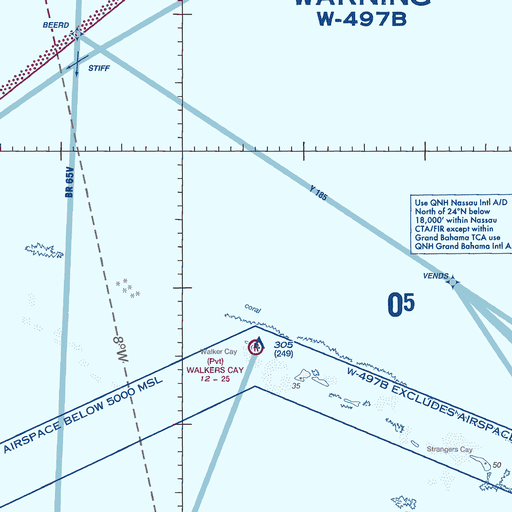 WARNING
W-497B
BEERD
STIFF
BR 65V
Y 185
Use QNH Nassau Intl A/D
North of 24°N below
18,000' within Nassau
CTA/FIR except within
Grand Bahama TCA use
QNH Grand Bahama Intl A
VENDS
05
8°W
coral
305
(249)
Walker Cay
(Pvt)
WALKERS CAY
12 - 25
35
AIRSPACE BELOW 5000 MSL
W-497B EXCLUDES AIRSPACE
Strangers Cay
50